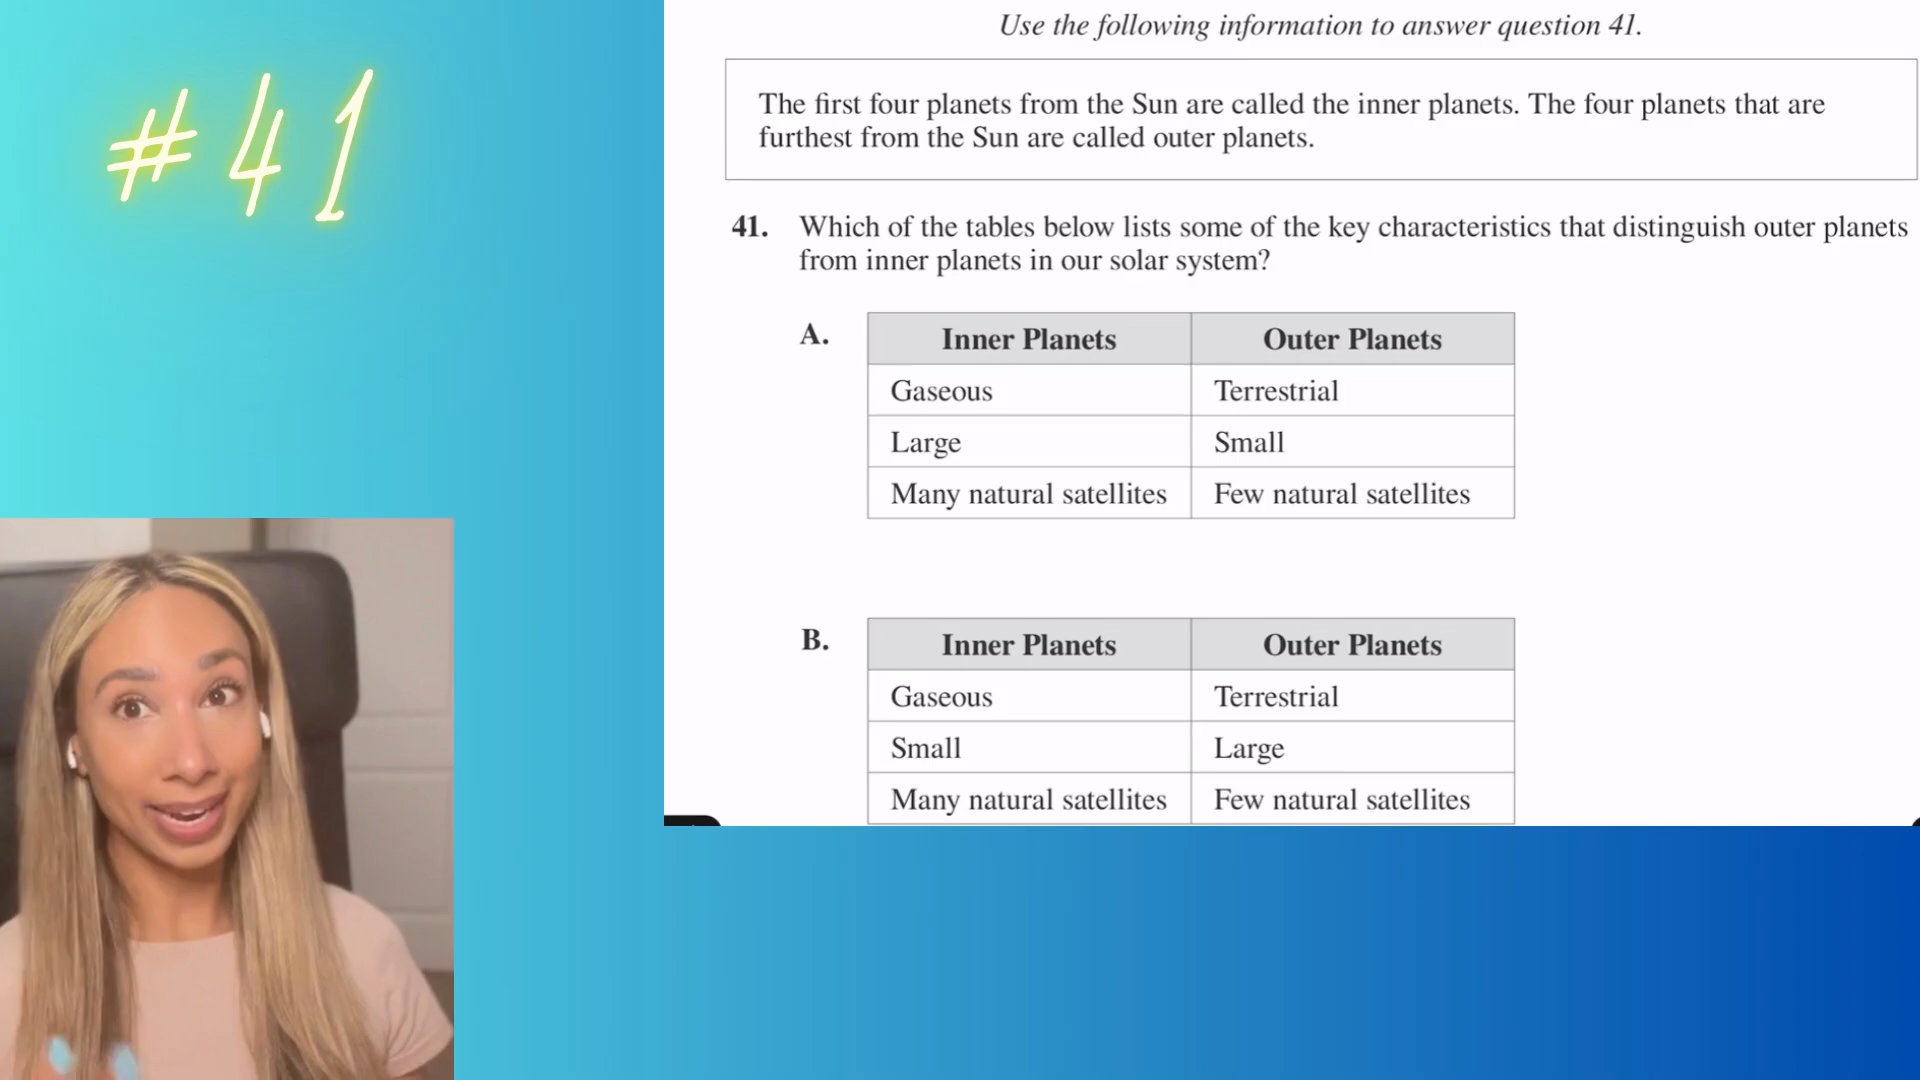 #41
Use the following information to answer question 41.
The first four planets from the Sun are called the inner planets. The four planets that are
furthest from the Sun are called outer planets.
41. Which of the tables below lists some of the key characteristics that distinguish outer planets
from inner planets in our solar system?
A.
Inner Planets Outer Planets
Gaseous Terrestrial
Large Small
Many natural satellites Few natural satellites
B.
Inner Planets Outer Planets
Gaseous Terrestrial
Small Large
Many natural satellites Few natural satellites